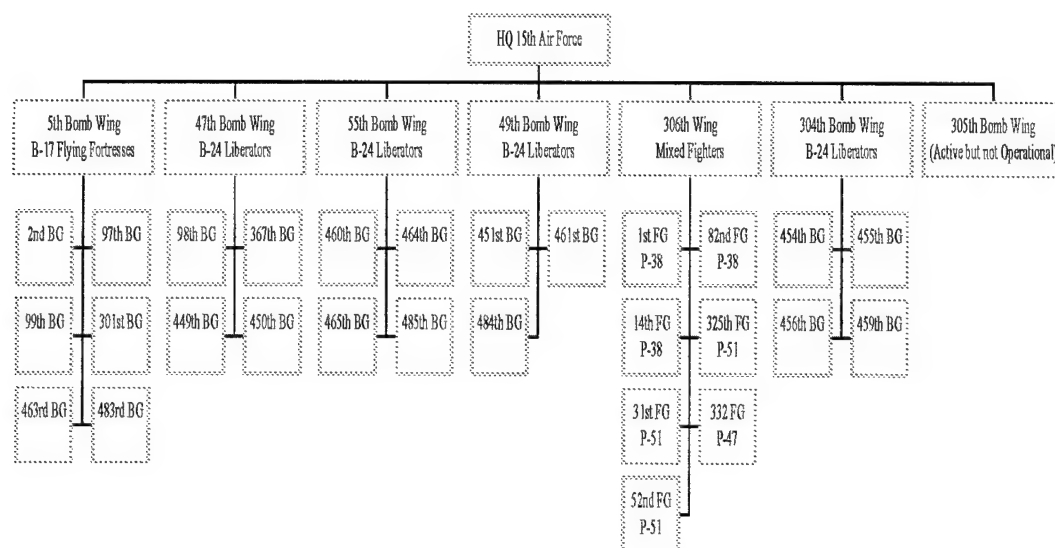 HQ 15th Air Force
5th Bomb Wing
B-17 Flying Fortresses
47th Bomb Wing
B-24 Liberators
55th Bomb Wing
B-24 Liberators
49th Bomb Wing
B-24 Liberators
306th Wing
Mixed Fighters
304th Bomb Wing
B-24 Liberators
305th Bomb Wing
(Active but not Operational)
2nd BG
97th BG
99th BG
301st BG
463rd BG
483rd BG
98th BG
367th BG
449th BG
450th BG
460th BG
464th BG
465th BG
485th BG
451st BG
461st BG
484th BG
1st FG
P-38
82nd FG
P-38
14th FG
P-38
325th FG
P-51
31st FG
P-51
332 FG
P-47
52nd FG
P-51
454th BG
455th BG
456th BG
459th BG